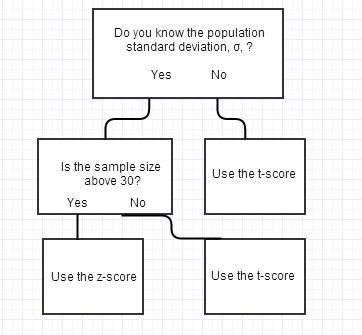 Do you know the population
standard deviation, σ, ?
Yes No
Is the sample size
above 30?
Yes No
Use the t-score
Use the z-score
Use the t-score